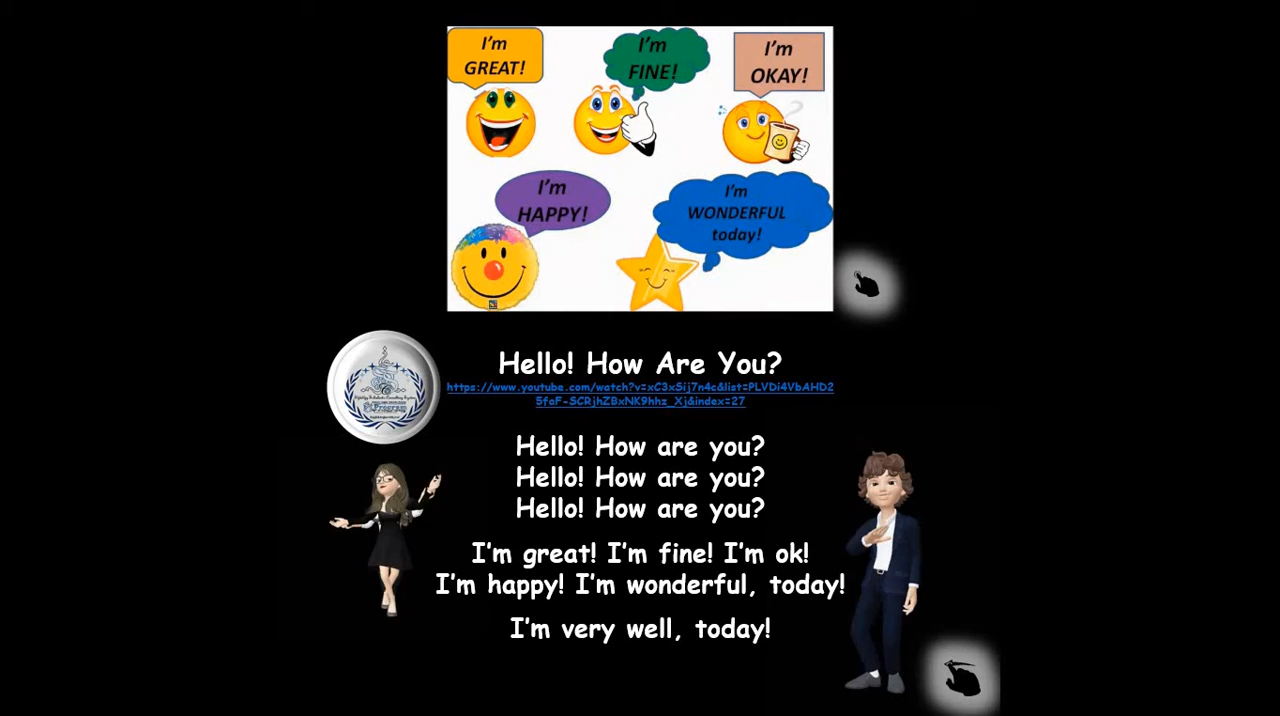 I'm
GREAT!
I'm
FINE!
I'm
OKAY!
I'm
HAPPY!
I'm
WONDERFUL
today!
Hello! How Are You?
https://www.youtube.com/watch?v=xC3xSij7n4c&list=PLVDi4VbAHD2
5faF-SCRjhZBxNK9hhz_Xj&index=27
Program
Hello! How are you?
Hello! How are you?
Hello! How are you?
I'm great! I'm fine! I'm ok!
I'm happy! I'm wonderful, today!
I'm very well, today!